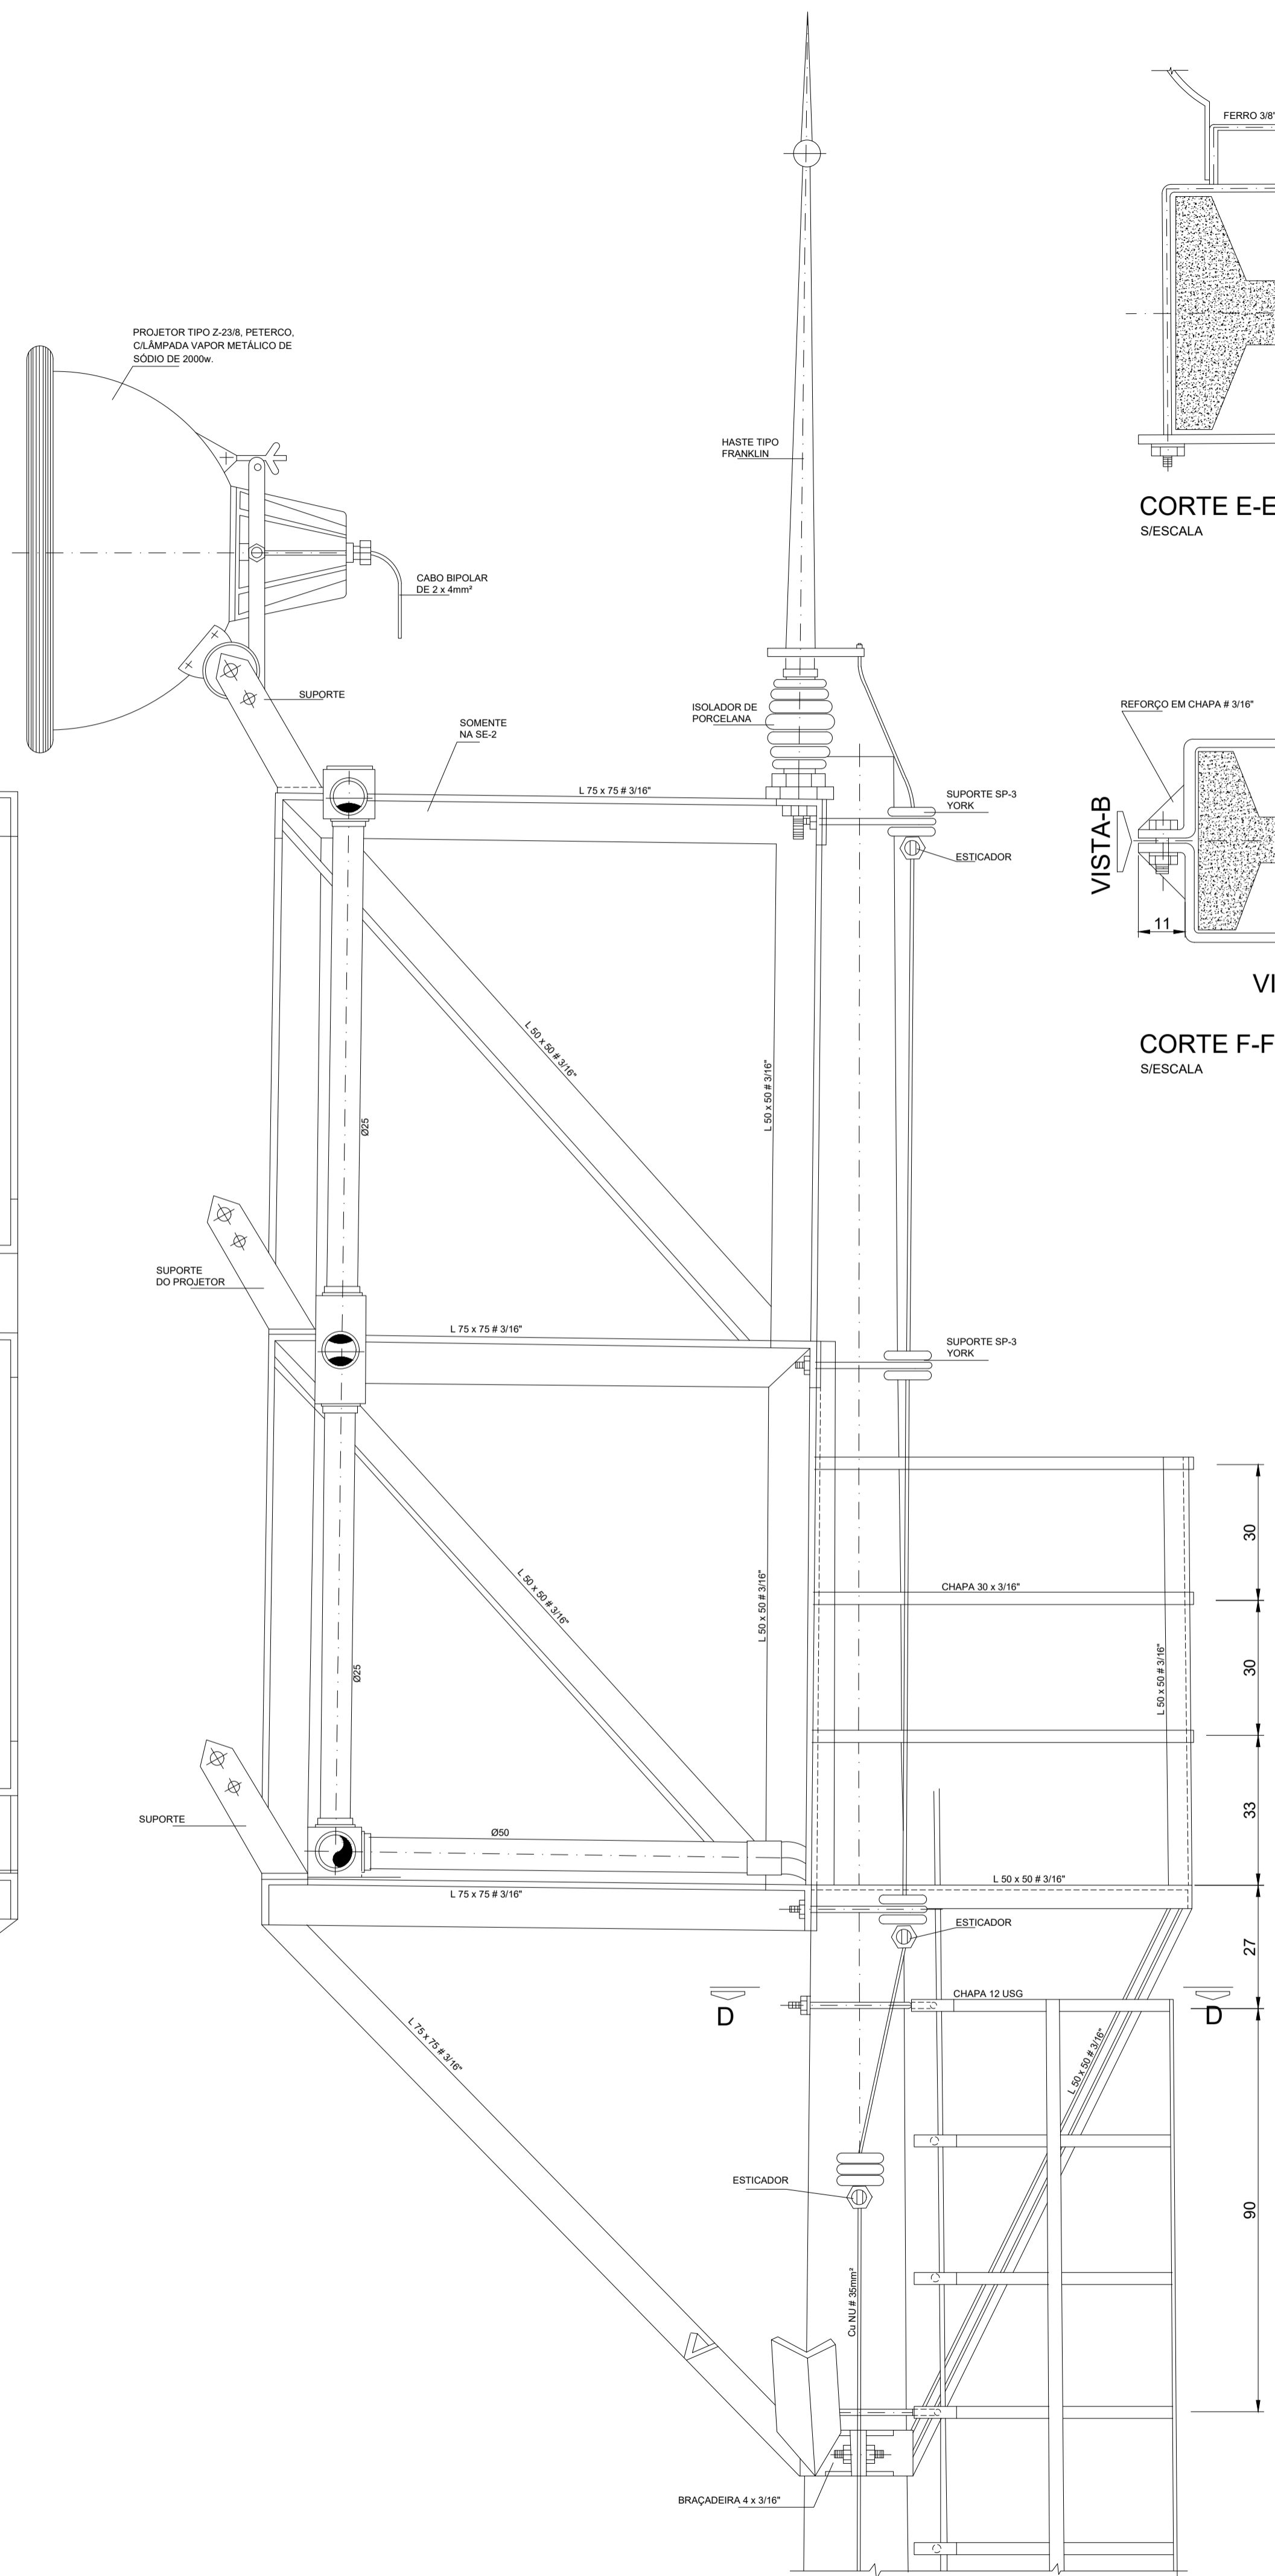 FERRO 3/8"
PROJETOR TIPO Z-23/8, PETERCO,
C/LÂMPADA VAPOR METÁLICO DE
SÓDIO DE 2000w.
HASTE TIPO
FRANKLIN
CORTE E-E
S/ESCALA
CABO BIPOLAR
DE 2 x 4mm²
SUPORTE
SOMENTE
NA SE-2
ISOLADOR DE
PORCELANA
REFORÇO EM CHAPA # 3/16"
L 75 x 75 # 3/16"
SUPORTE SP-3
YORK
ESTICADOR
VISTA-B
11
VI
CORTE F-F
S/ESCALA
L 50 x 50 # 3/16"
L 50 x 50 # 3/16"
Ø25
SUPORTE
DO PROJETOR
L 75 x 75 # 3/16"
SUPORTE SP-3
YORK
30
CHAPA 30 x 3/16"
L 50 x 50 # 3/16"
L 50 x 50 # 3/16"
L 50 x 50 # 3/16"
30
Ø25
33
SUPORTE
Ø50
L 50 x 50 # 3/16"
L 75 x 75 # 3/16"
ESTICADOR
27
D
CHAPA 12 USG
D
L 75 x 75 # 3/16"
L 50 x 50 # 3/16"
ESTICADOR
90
Cu NU # 35mm²
BRAÇADEIRA 4 x 3/16"